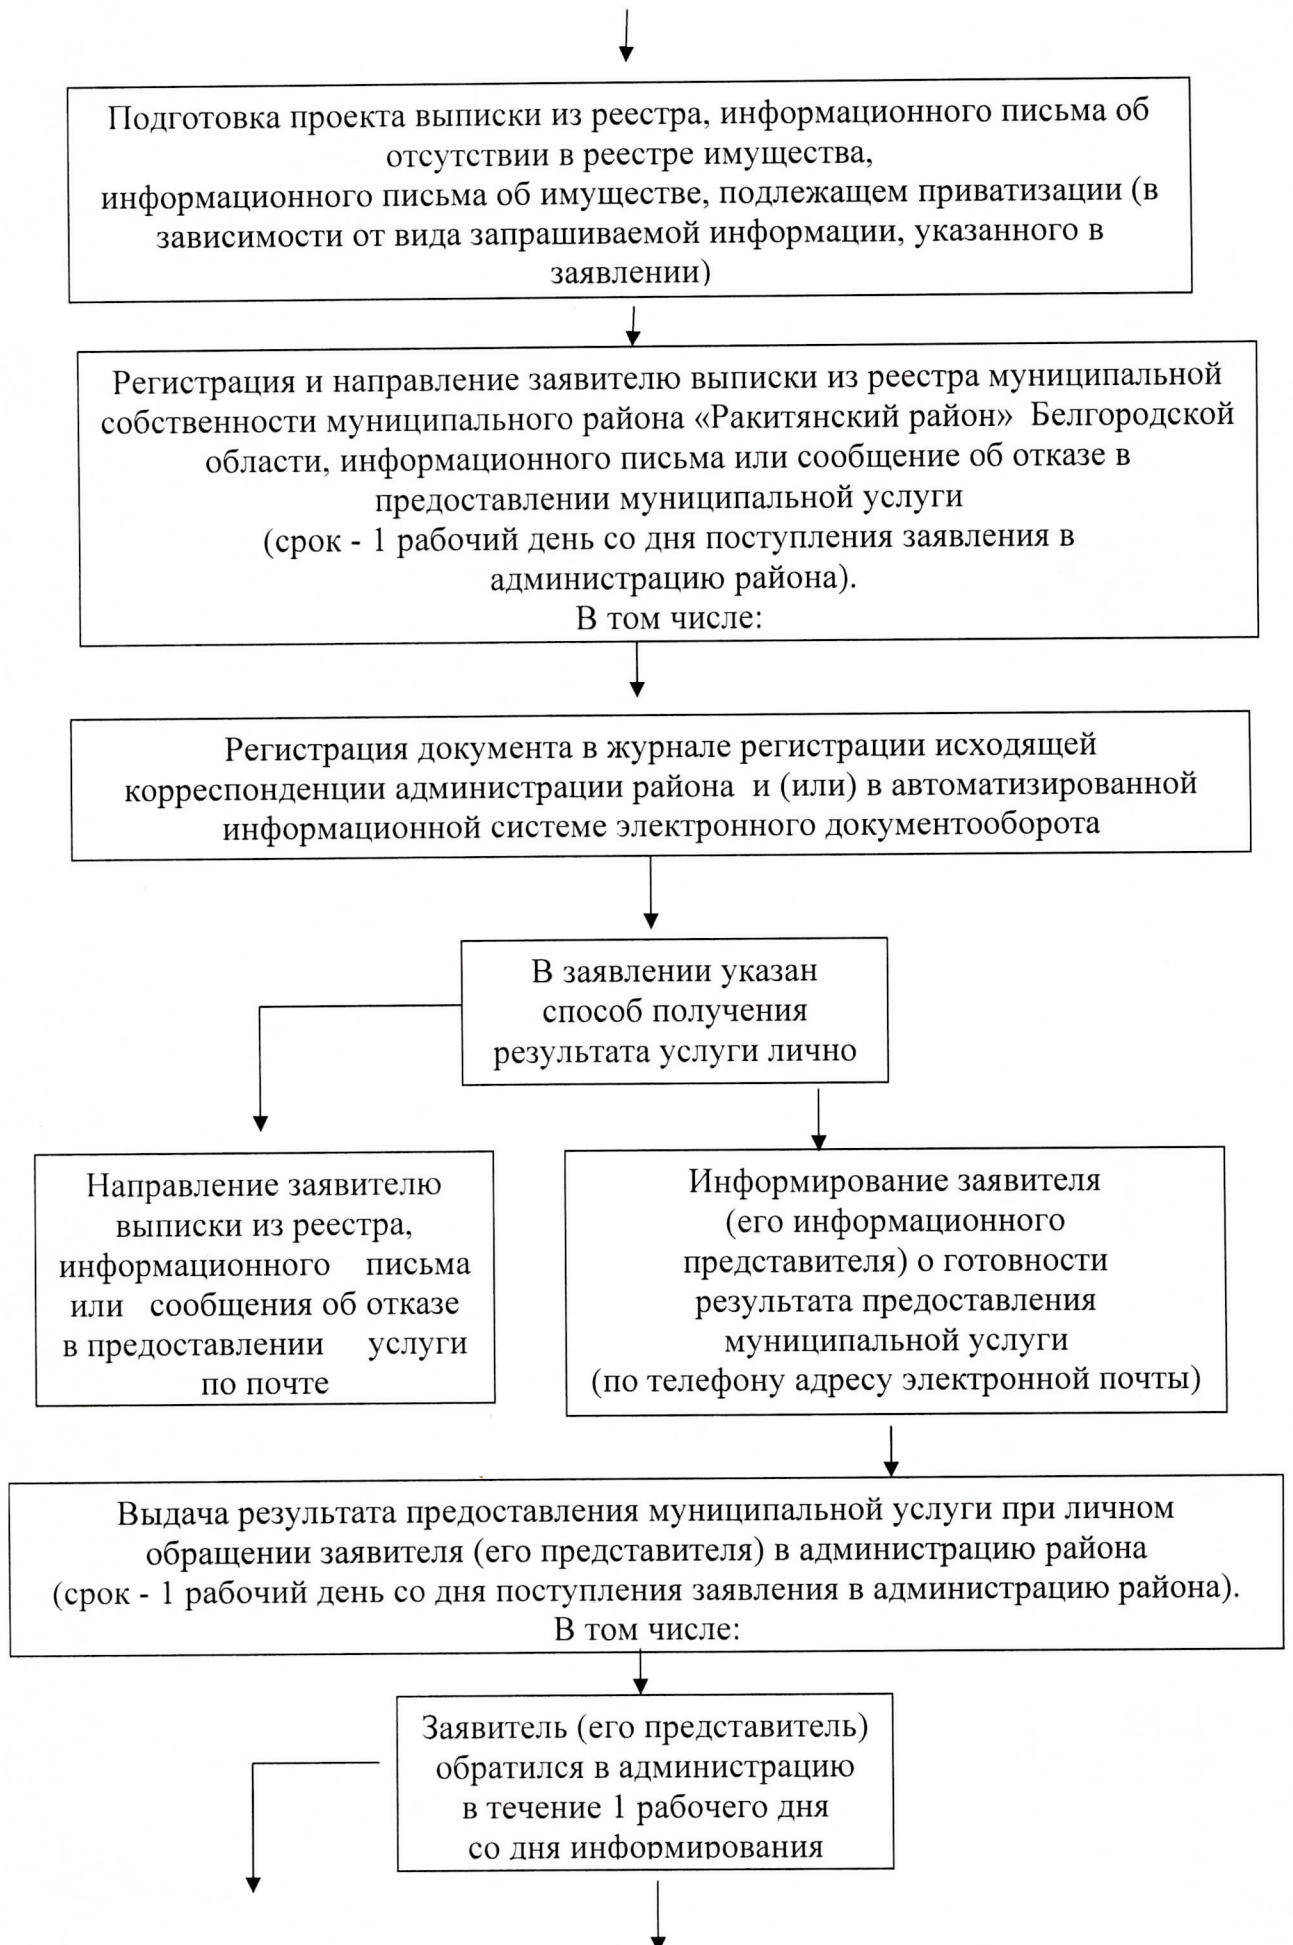 Подготовка проекта выписки из реестра, информационного письма об
отсутствии в реестре имущества,
информационного письма об имуществе, подлежащем приватизации (в
зависимости от вида запрашиваемой информации, указанного в
заявлении)
Регистрация и направление заявителю выписки из реестра муниципальной
собственности муниципального района «Ракитянский район» Белгородской
области, информационного письма или сообщение об отказе в
предоставлении муниципальной услуги
(срок - 1 рабочий день со дня поступления заявления в
администрацию района).
В том числе:
Регистрация документа в журнале регистрации исходящей
корреспонденции администрации района и (или) в автоматизированной
информационной системе электронного документооборота
В заявлении указан
способ получения
результата услуги лично
Направление заявителю
выписки из реестра,
информационного письма
или сообщения об отказе
в предоставлении услуги
по почте
Информирование заявителя
(его информационного
представителя) о готовности
результата предоставления
муниципальной услуги
(по телефону адресу электронной почты)
Выдача результата предоставления муниципальной услуги при личном
обращении заявителя (его представителя) в администрацию района
(срок - 1 рабочий день со дня поступления заявления в администрацию района).
В том числе:
Заявитель (его представитель)
обратился в администрацию
в течение 1 рабочего дня
со дня информирования